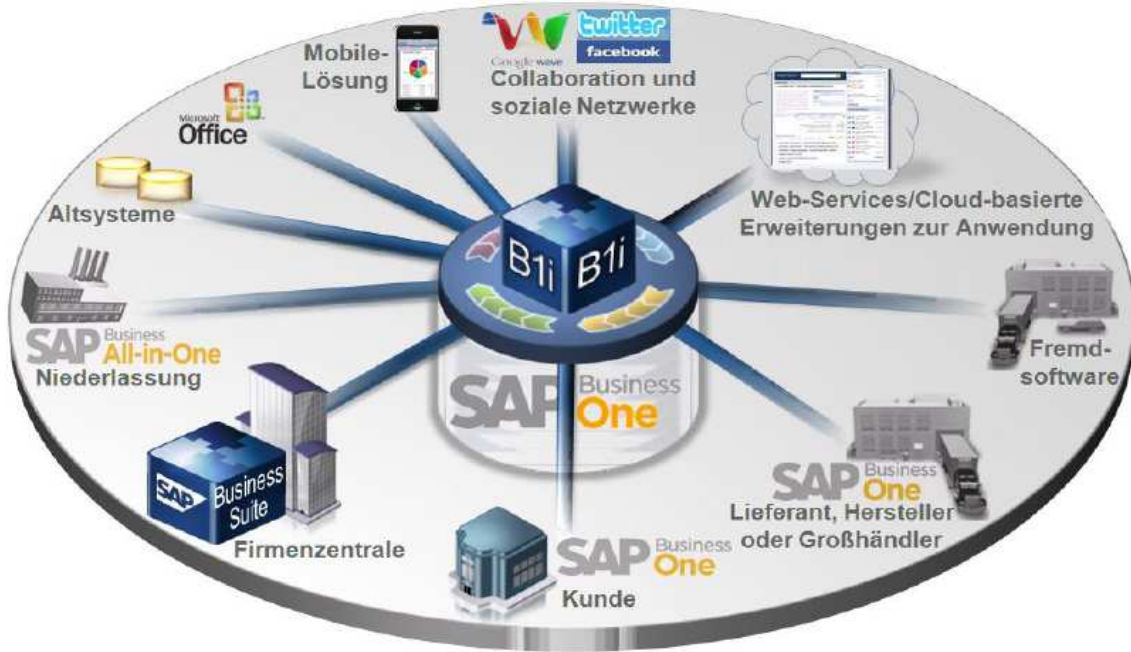 Mobile-
Lösung
Google wave
twitter
facebook
Collaboration und
soziale Netzwerke
Microsoft
Office
Altsysteme
Web-Services/Cloud-basierte
Erweiterungen zur Anwendung
B1i
B1i
SAP Business
All-in-One
Niederlassung
Fremd-
software
SAP Business
One
SAP
Business
Suite
Firmenzentrale
SAP Business
One
Lieferant, Hersteller
oder Großhändler
SAP Business
One
Kunde